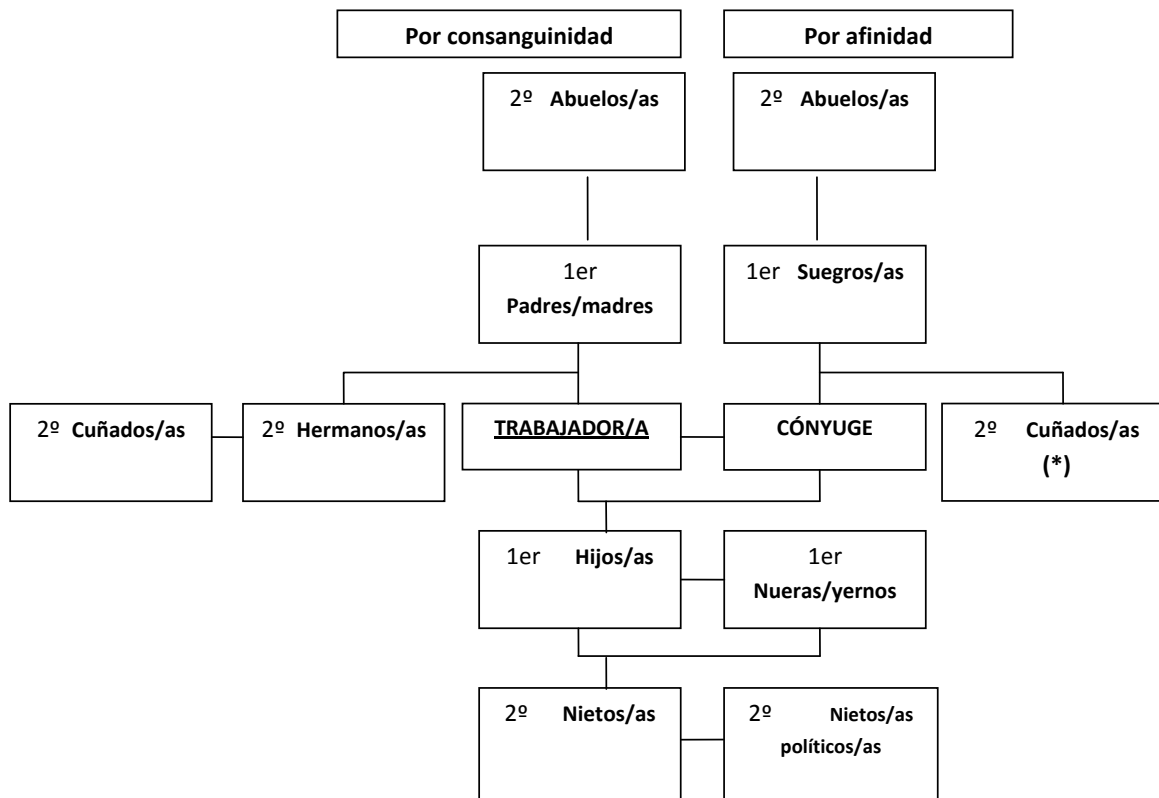 Por consanguinidad
Por afinidad
2º Abuelos/as
2º Abuelos/as
1er
Padres/madres
1er Suegros/as
2º Cuñados/as
2º Hermanos/as
TRABAJADOR/A
CÓNYUGE
2º Cuñados/as
(*)
1er Hijos/as
1er
Nueras/yernos
2º Nietos/as
2º Nietos/as
políticos/as